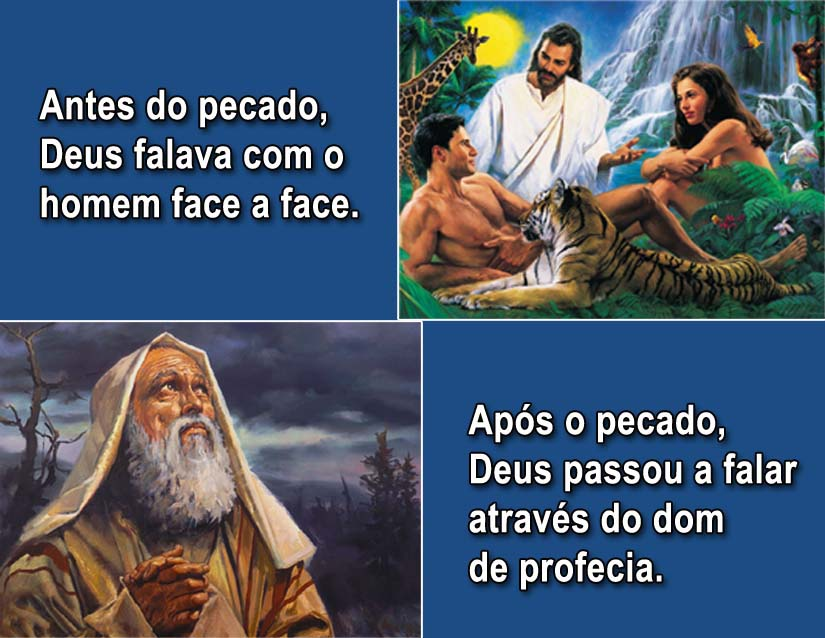 Antes do pecado,
Deus falava com o
homem face a face.
Após o pecado,
Deus passou a falar
através do dom
de profecia.